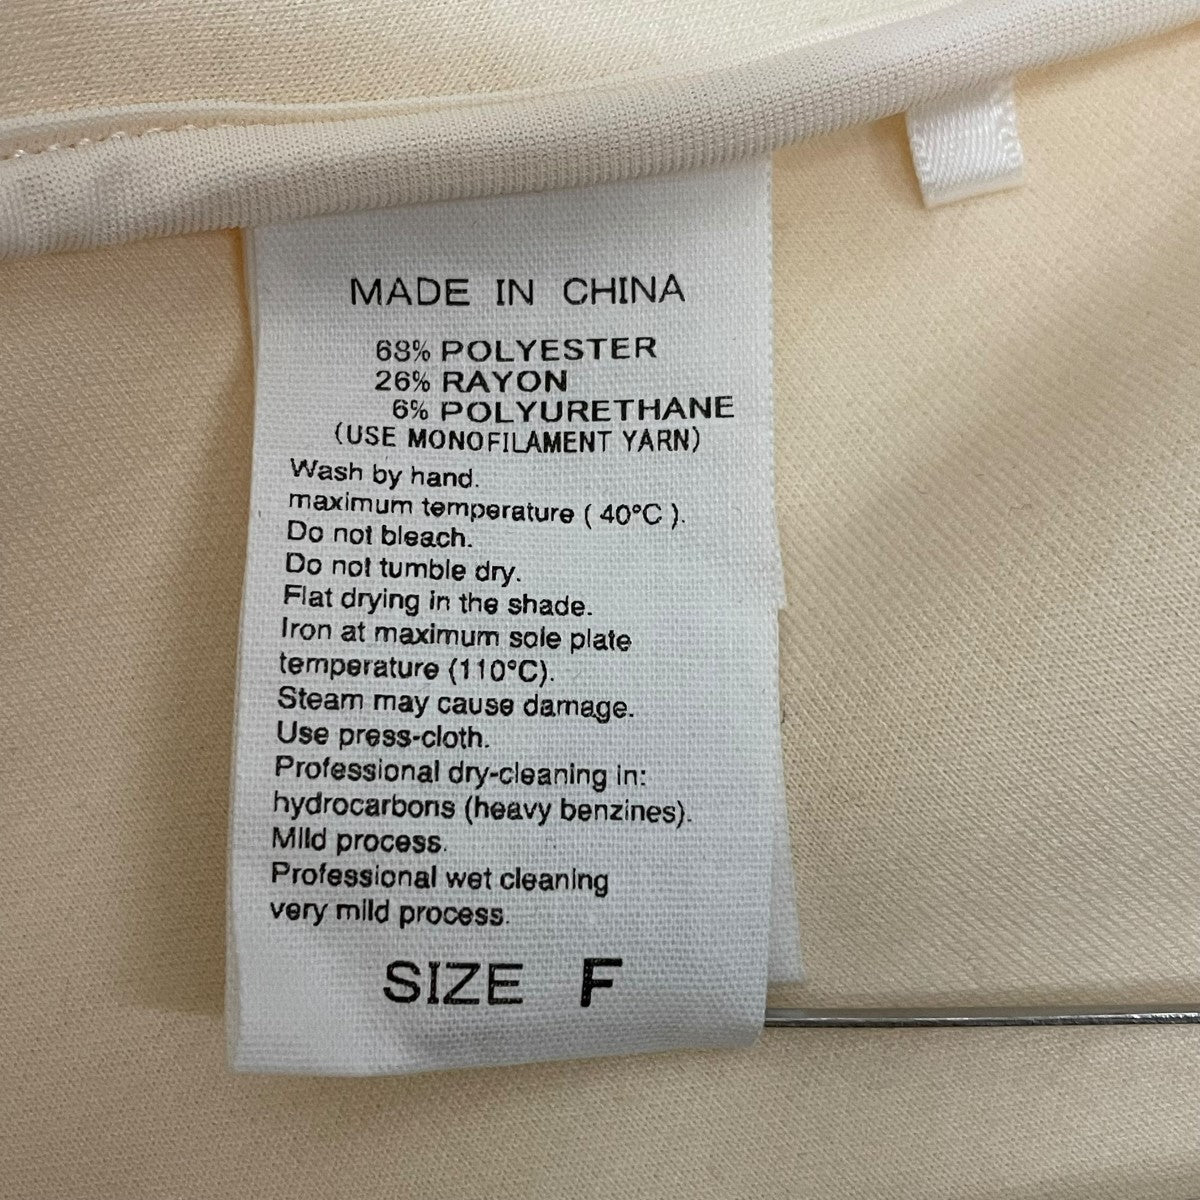 MADE IN CHINA
68% POLYESTER
26% RAYON
6% POLYURETHANE
(USE MONOFILAMENT YARN)
Wash by hand.
maximum temperature ( 40°C ).
Do not bleach.
Do not tumble dry.
Flat drying in the shade.
Iron at maximum sole plate
temperature (110°C).
Steam may cause damage.
Use press-cloth.
Professional dry-cleaning in:
hydrocarbons (heavy benzines).
Mild process.
Professional wet cleaning
very mild process.
SIZE F